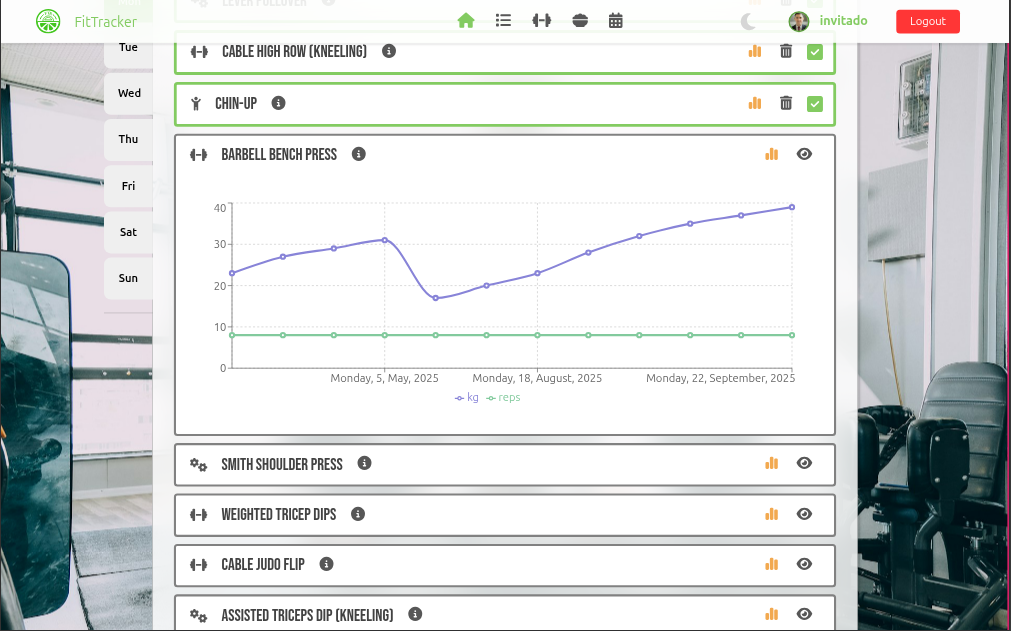 FitTracker
invitado
Logout
LEVER PULLOVER
Tue
Wed
Thu
Fri
Sat
Sun
CABLE HIGH ROW (KNEELING)
CHIN-UP
BARBELL BENCH PRESS
40
30
20
10
0
Monday, 5, May, 2025
Monday, 18, August, 2025
Monday, 22, September, 2025
kg
reps
SMITH SHOULDER PRESS
WEIGHTED TRICEP DIPS
CABLE JUDO FLIP
ASSISTED TRICEPS DIP (KNEELING)